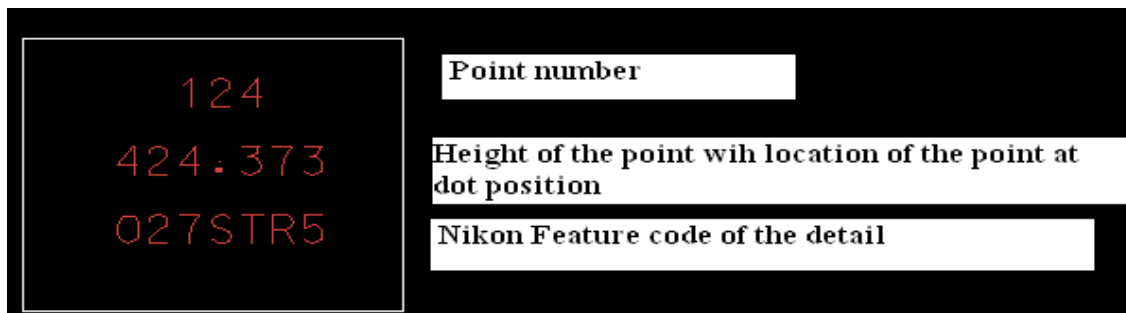 124
Point number
424.373
Height of the point wih location of the point at
dot position
027STR5
Nikon Feature code of the detail